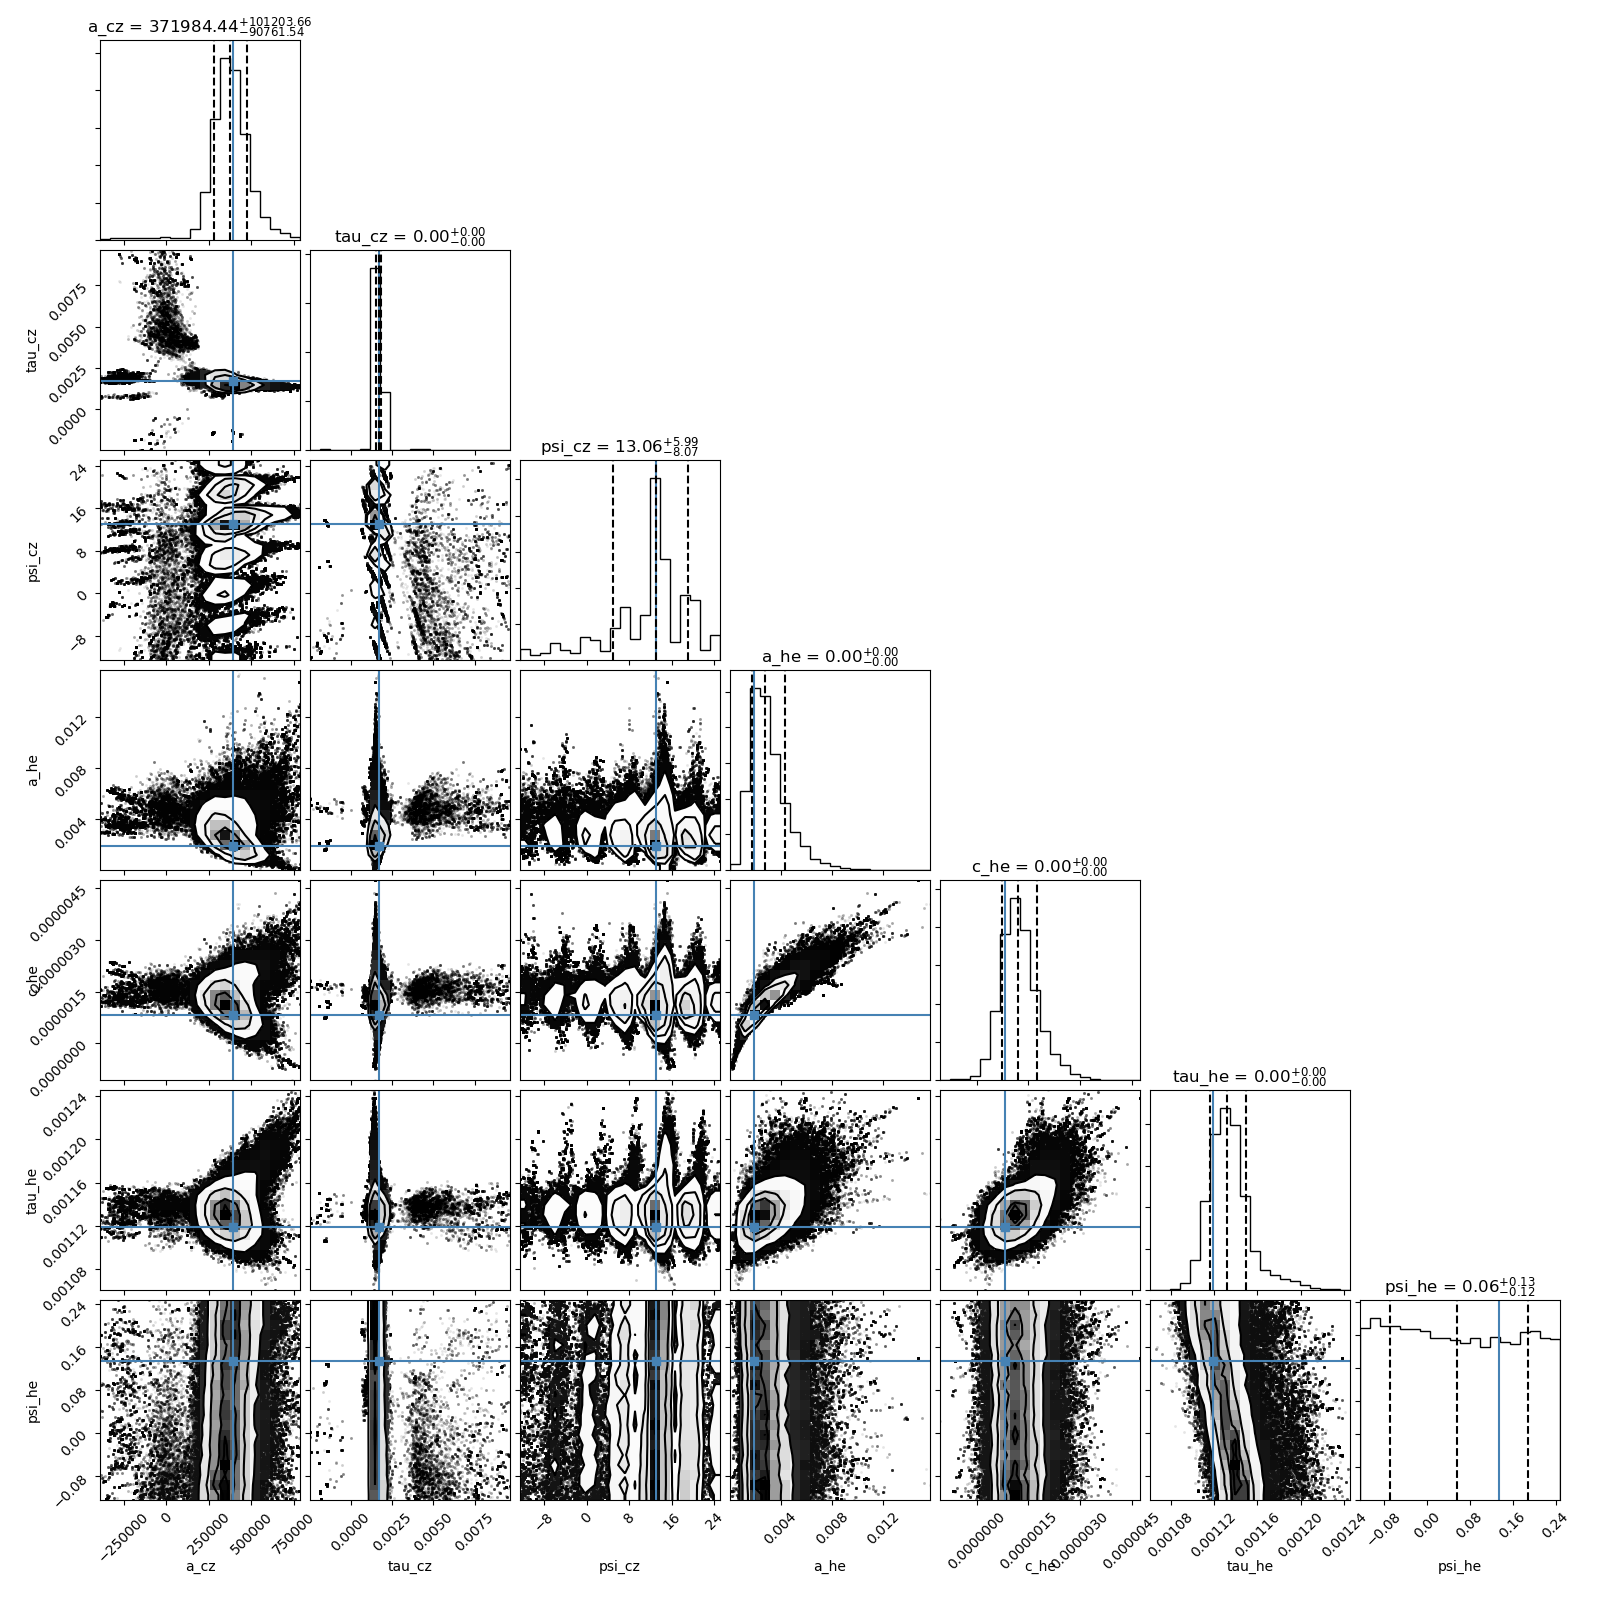 a_cz = 371984.44+101203.66 −90761.54
tau_cz = 0.00+0.00 −0.00
0.0075
0.0050
0.0025
0.0000
tau_cz
psi_cz = 13.06+5.99 −8.07
24
16
8
0
−8
psi_cz
a_he = 0.00+0.00 −0.00
0.012
0.008
0.004
a_he
c_he = 0.00+0.00 −0.00
0.0000045
0.0000030
0.0000015
0.0000000
c_he
tau_he = 0.00+0.00 −0.00
0.00124
0.00120
0.00116
0.00112
0.00108
tau_he
psi_he = 0.06+0.13 −0.12
0.24
0.16
0.08
0.00
−0.08
psi_he
−250000 0 250000 500000 750000
0.0000 0.0025 0.0050 0.0075
−8 0 8 16 24
0.004 0.008 0.012
0.0000000 0.0000015 0.0000030 0.0000045
0.00108 0.00112 0.00116 0.00120 0.00124
−0.08 0.00 0.08 0.16 0.24
a_cz tau_cz psi_cz a_he c_he tau_he psi_he